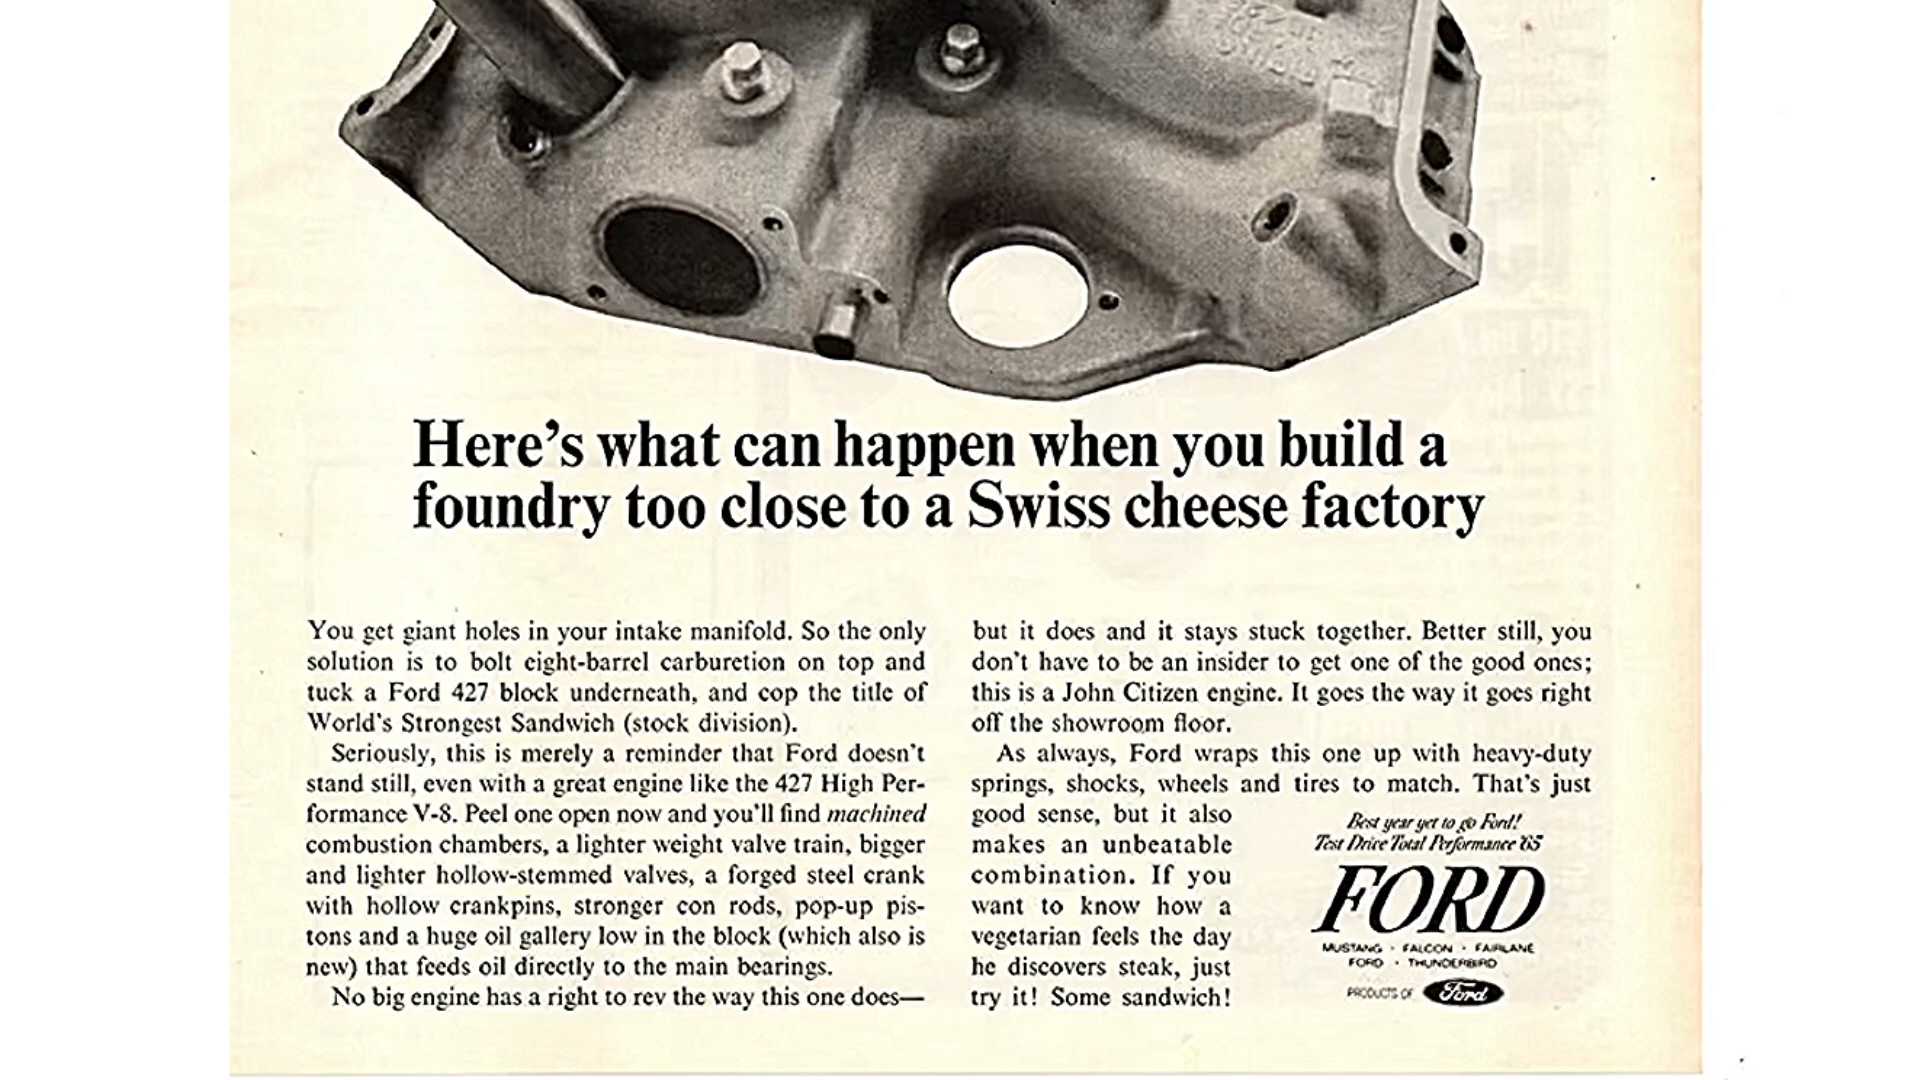 Here's what can happen when you build a
foundry too close to a Swiss cheese factory
You get giant holes in your intake manifold. So the only
solution is to bolt eight-barrel carburetion on top and
tuck a Ford 427 block underneath, and cop the title of
World's Strongest Sandwich (stock division).
Seriously, this is merely a reminder that Ford doesn't
stand still, even with a great engine like the 427 High Per-
formance V-8. Peel one open now and you'll find machined
combustion chambers, a lighter weight valve train, bigger
and lighter hollow-stemmed valves, a forged steel crank
with hollow crankpins, stronger con rods, pop-up pis-
tons and a huge oil gallery low in the block (which also is
new) that feeds oil directly to the main bearings.
No big engine has a right to rev the way this one does—
but it does and it stays stuck together. Better still, you
don't have to be an insider to get one of the good ones;
this is a John Citizen engine. It goes the way it goes right
off the showroom floor.
As always, Ford wraps this one up with heavy-duty
springs, shocks, wheels and tires to match. That's just
good sense, but it also
makes an unbeatable
combination. If you
want to know how a
vegetarian feels the day
he discovers steak, just
try it! Some sandwich!
Best year yet to go Ford!
Test Drive Total Performance '65
FORD
MUSTANG · FALCON · FAIRLANE
FORD · THUNDERBIRD
PRODUCTS OF Ford